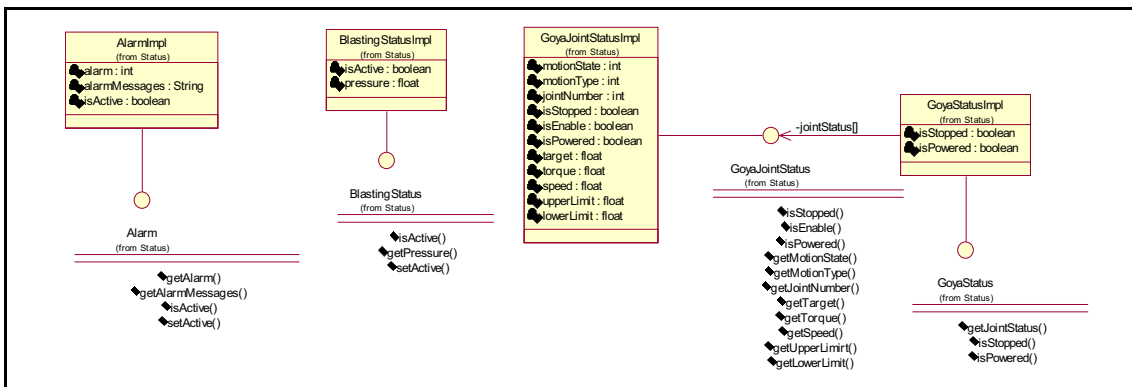 AlarmImpl
(from Status)
alarm : int
alarmMessages : String
isActive : boolean
Alarm
(from Status)
getAlarm()
getAlarmMessages()
isActive()
setActive()
BlastingStatusImpl
(from Status)
isActive : boolean
pressure : float
BlastingStatus
(from Status)
isActive()
getPressure()
setActive()
GoyaJointStatusImpl
(from Status)
motionState : int
motionType : int
jointNumber : int
isStopped : boolean
isEnable : boolean
isPowered : boolean
target : float
torque : float
speed : float
upperLimit : float
lowerLimit : float
-jointStatus[]
GoyaJointStatus
(from Status)
isStopped()
isEnable()
isPowered()
getMotionState()
getMotionType()
getJointNumber()
getTarget()
getTorque()
getSpeed()
getUpperLimirt()
getLowerLimit()
GoyaStatusImpl
(from Status)
isStopped : boolean
isPowered : boolean
GoyaStatus
(from Status)
getJointStatus()
isStopped()
isPowered()